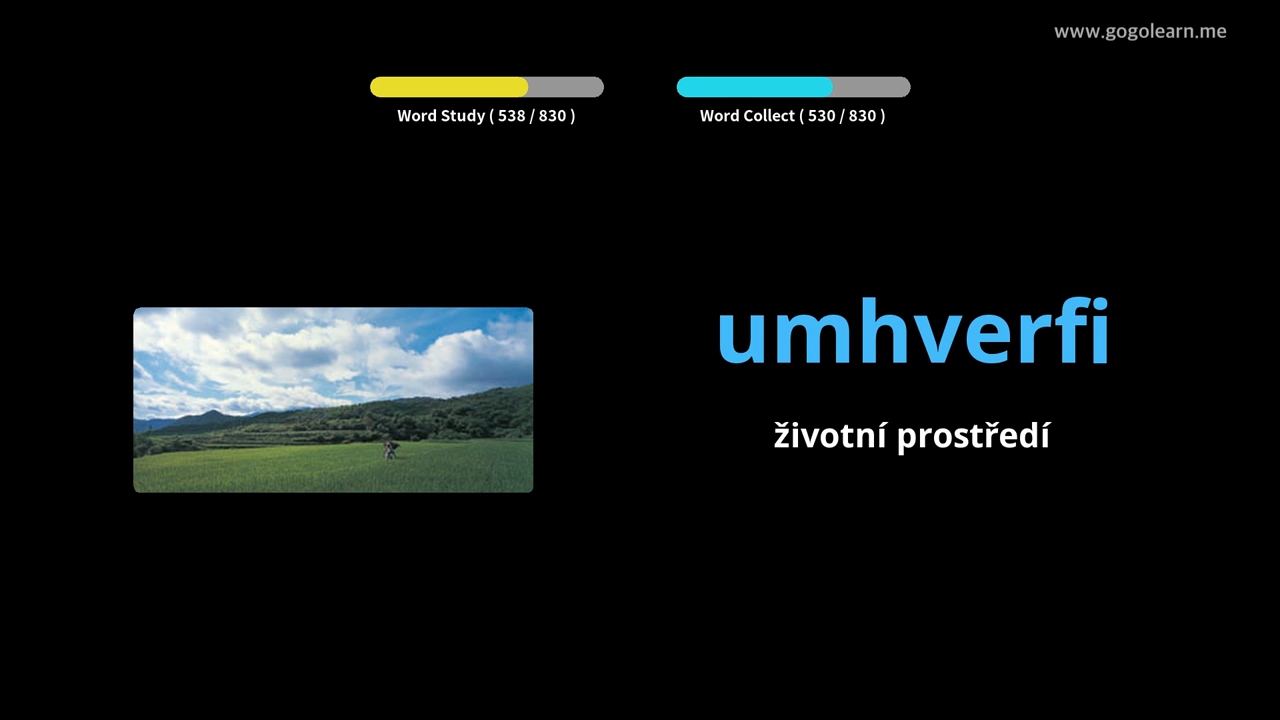 www.gogolearn.me
Word Study ( 538 / 830 )
Word Collect ( 530 / 830 )
umhverfi
životní prostředí